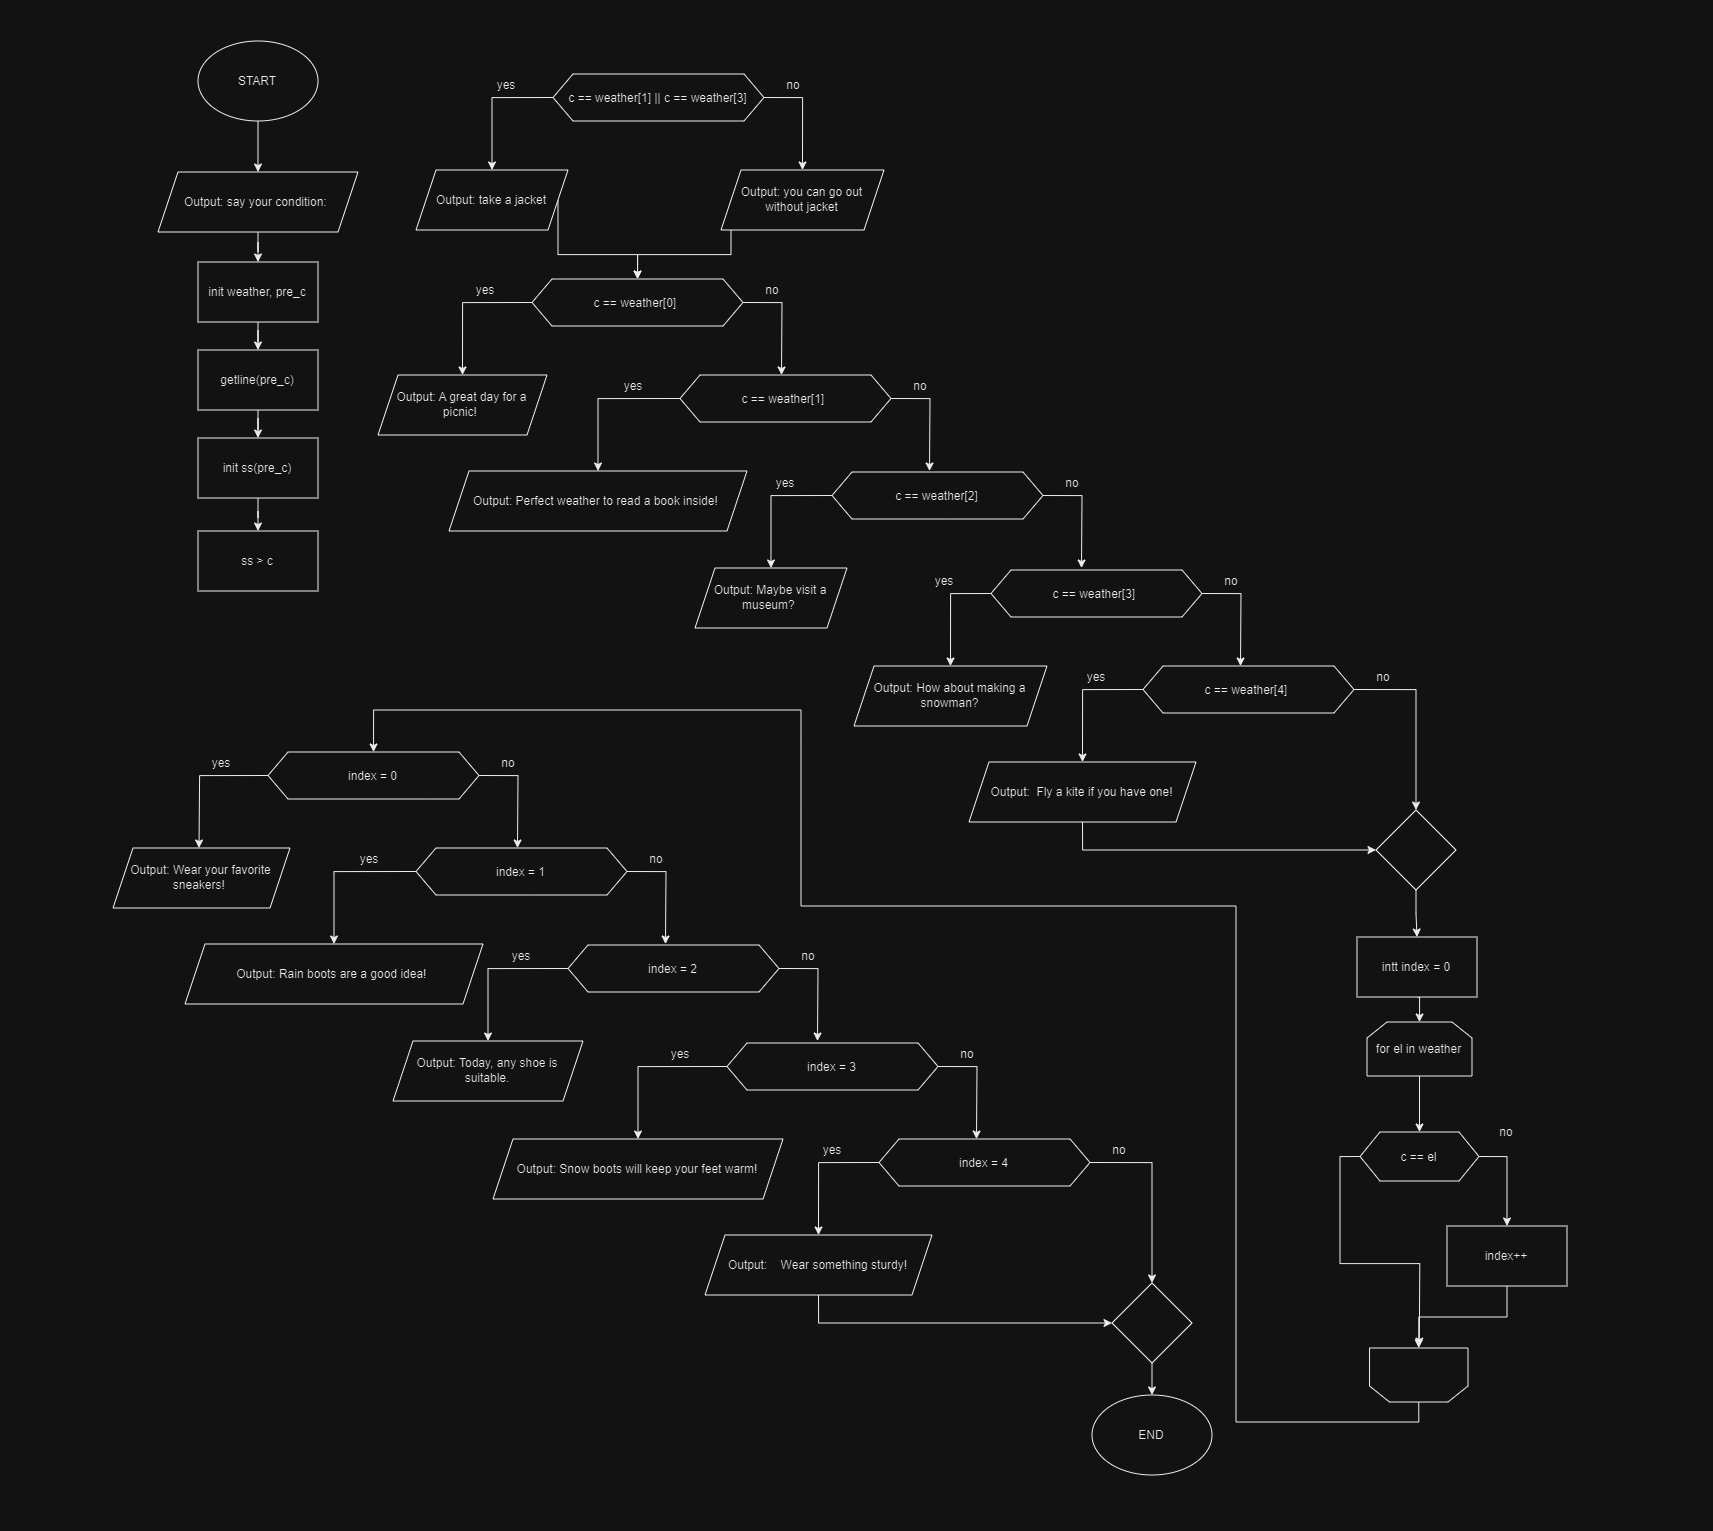 START
Output: say your condition:
init weather, pre_c
getline(pre_c)
init ss(pre_c)
ss > c
yes
c == weather[1] || c == weather[3]
no
Output: take a jacket
Output: you can go out
without jacket
yes
c == weather[0]
no
Output: A great day for a
picnic!
yes
c == weather[1]
no
Output: Perfect weather to read a book inside!
yes
c == weather[2]
no
Output: Maybe visit a
museum?
yes
c == weather[3]
no
Output: How about making a
snowman?
yes
c == weather[4]
no
Output:  Fly a kite if you have one!
intt index = 0
for el in weather
c == el
no
index++
yes
index = 0
no
Output: Wear your favorite
sneakers!
yes
index = 1
no
Output: Rain boots are a good idea!
yes
index = 2
no
Output: Today, any shoe is
suitable.
yes
index = 3
no
Output: Snow boots will keep your feet warm!
yes
index = 4
no
Output:    Wear something sturdy!
END